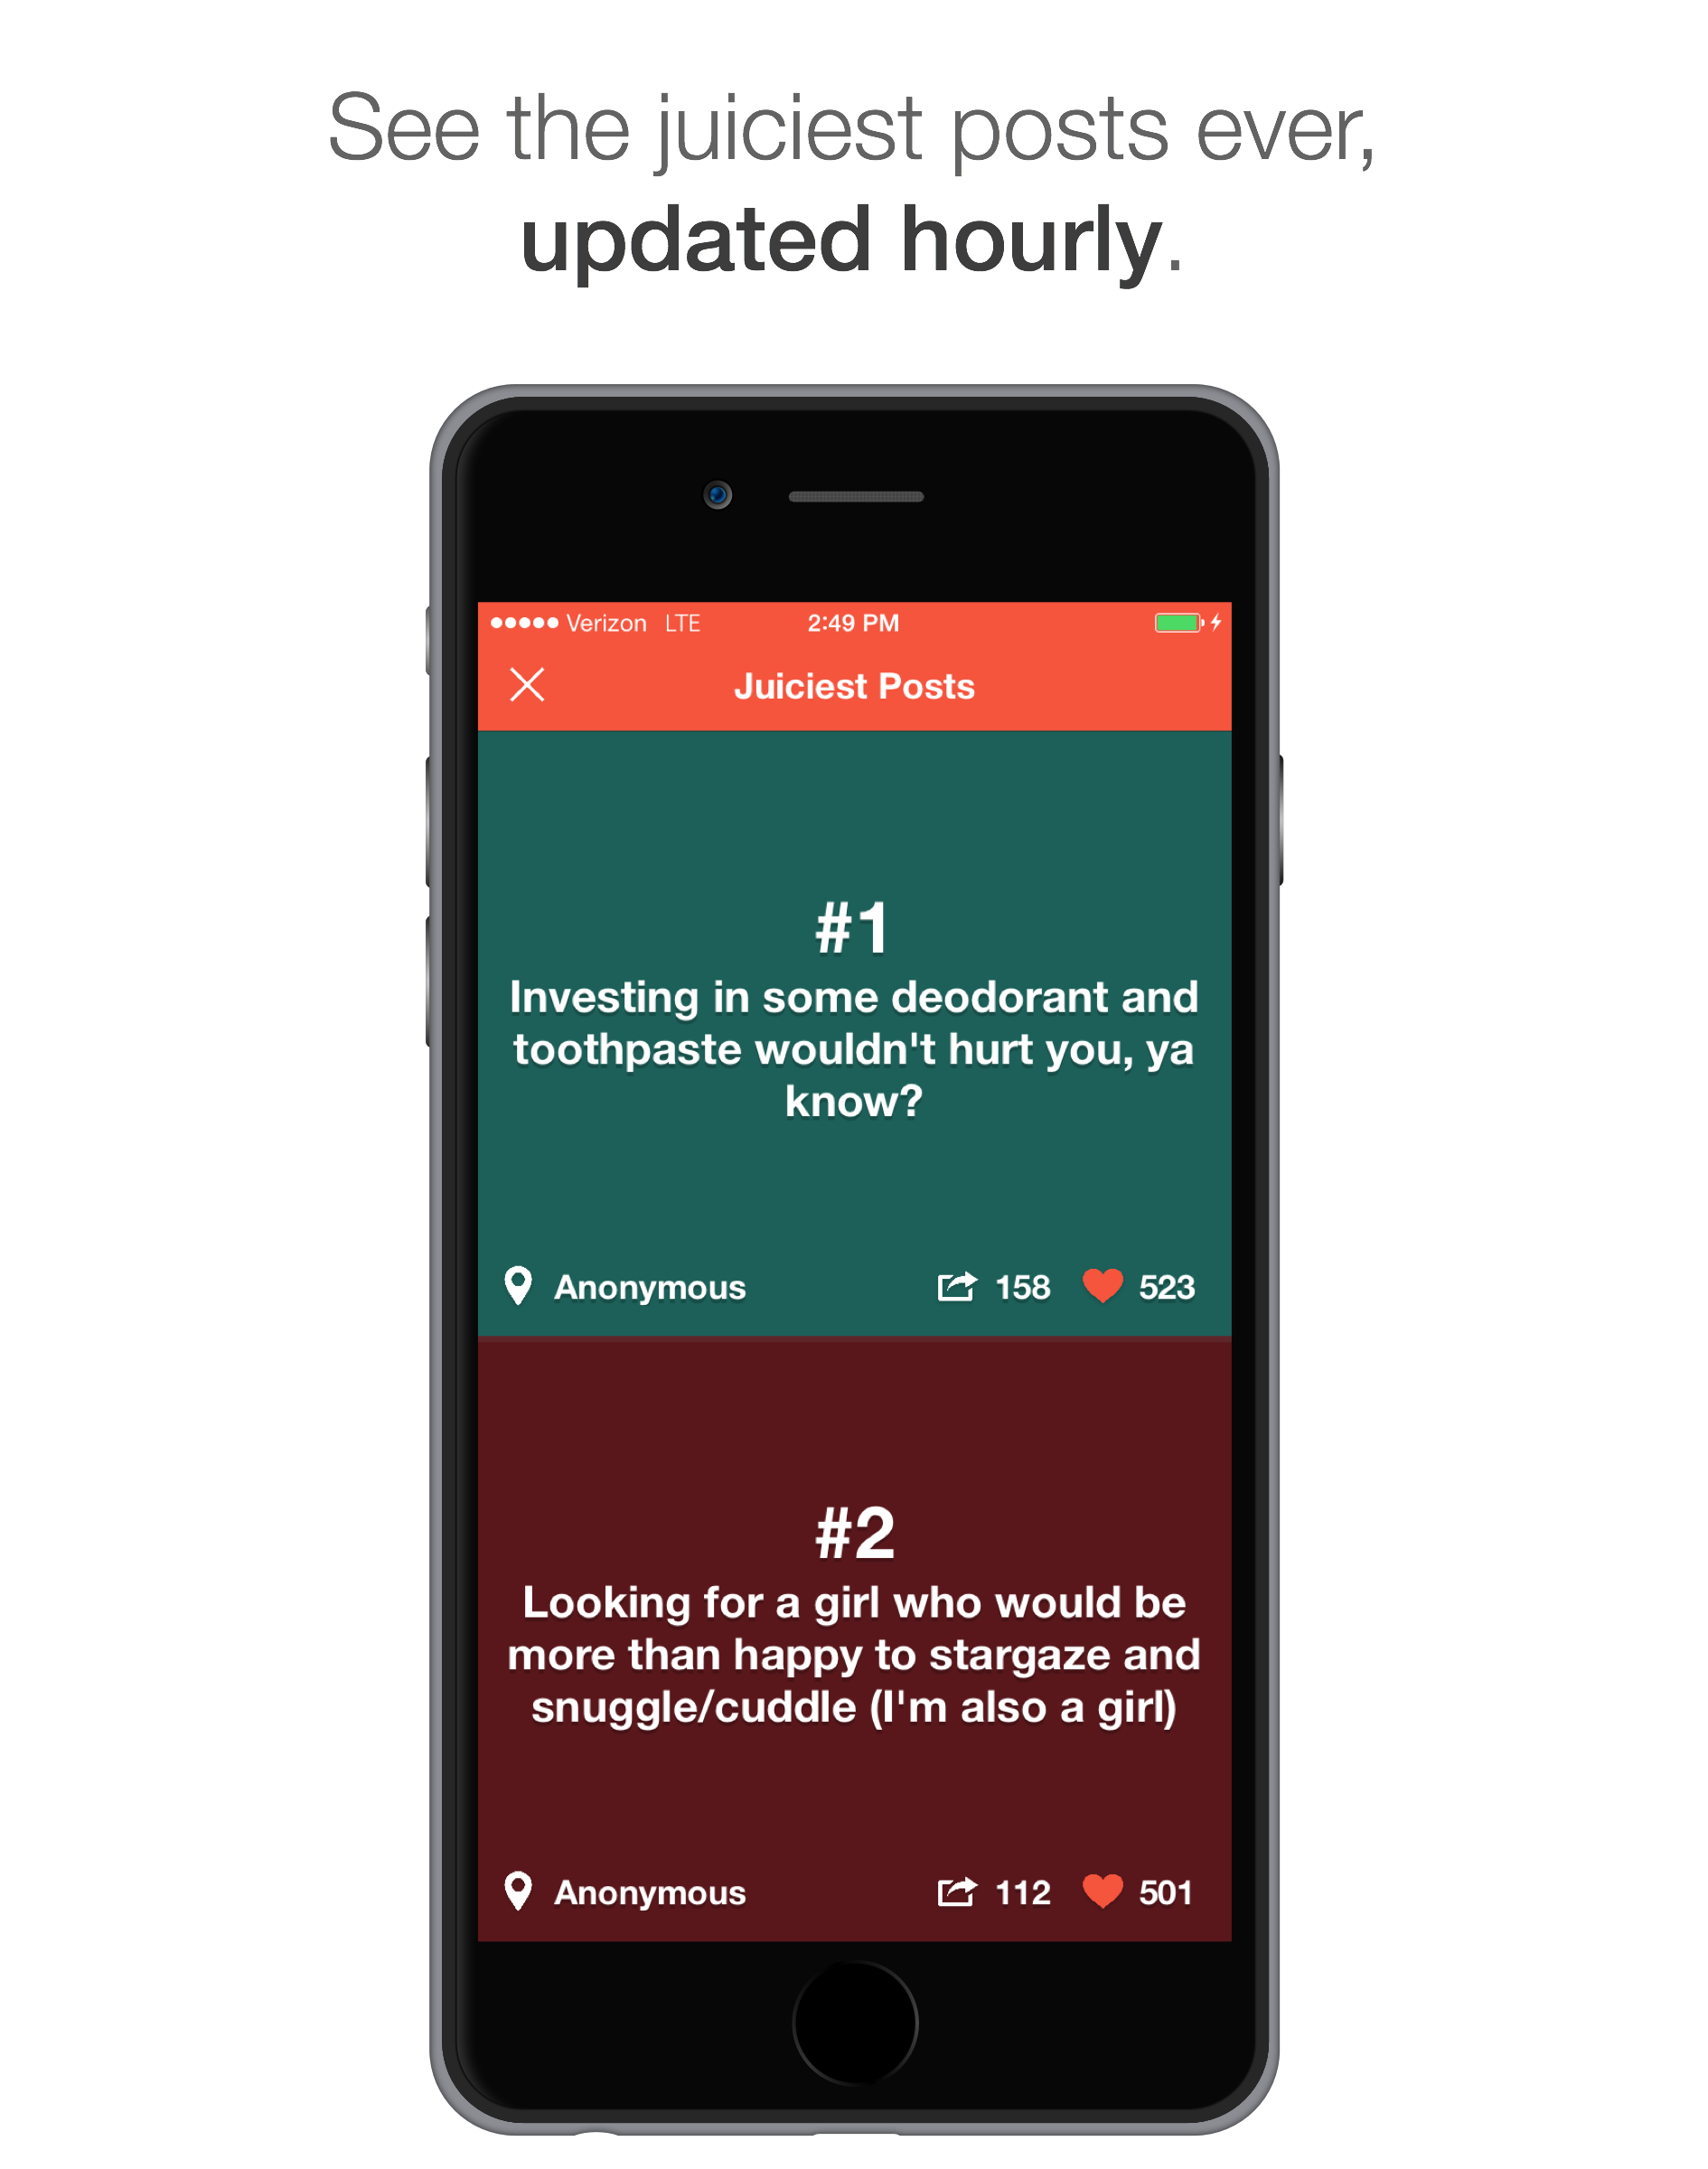 See the juiciest posts ever,
updated hourly.
Verizon LTE 2:49 PM
Juiciest Posts
#1
Investing in some deodorant and
toothpaste wouldn't hurt you, ya
know?
Anonymous 158 523
#2
Looking for a girl who would be
more than happy to stargaze and
snuggle/cuddle (I'm also a girl)
Anonymous 112 501